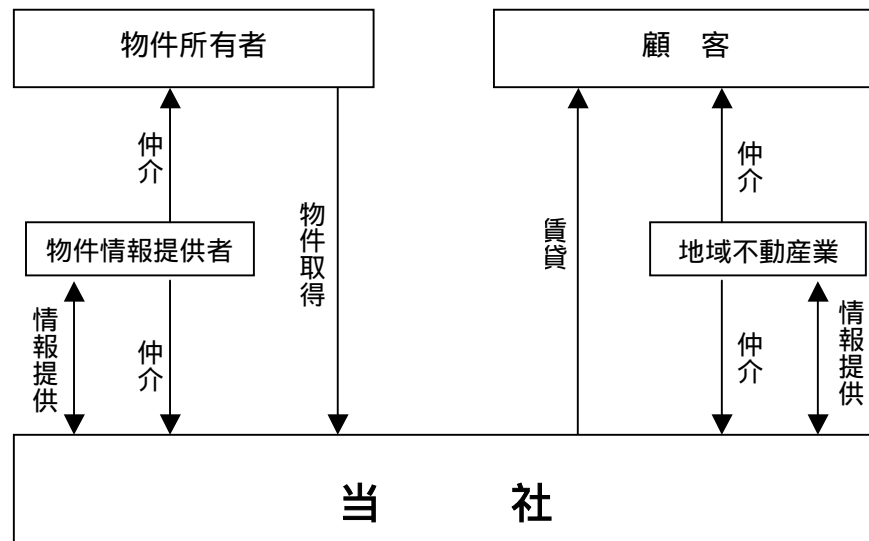 物件所有者
顧 客
仲介
仲介
物件取得
賃貸
物件情報提供者
地域不動産業
情報提供
仲介
仲介
情報提供
当 社